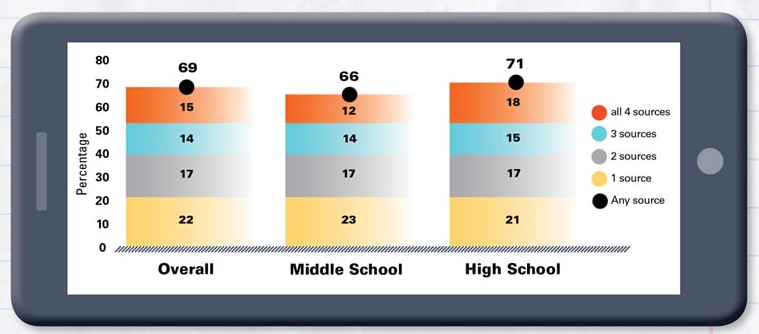 80
70
60
50
40
30
20
10
0
Percentage
69
15
14
17
22
Overall
66
12
14
17
23
Middle School
71
18
15
17
21
High School
all 4 sources
3 sources
2 sources
1 source
Any source